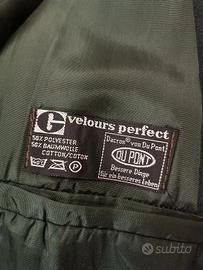 velours perfect
50% POLYESTER
50% BAUMWOLLE
COTTON/COTON
P
Dacron® von Du Pont
DU PONT
Bessere Dinge
für ein besseres Leben
subito